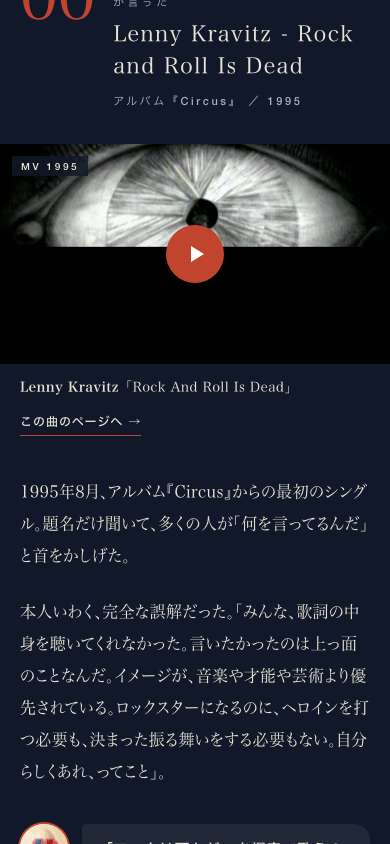 が言った
Lenny Kravitz - Rock
and Roll Is Dead
アルバム『Circus』 ／ 1995
MV 1995
Lenny Kravitz「Rock And Roll Is Dead」
この曲のページへ →
1995年8月、アルバム『Circus』からの最初のシング
ル。題名だけ聞いて、多くの人が「何を言ってるんだ」
と首をかしげた。
本人いわく、完全な誤解だった。「みんな、歌詞の中
身を聴いてくれなかった。言いたかったのは上っ面
のことなんだ。イメージが、音楽や才能や芸術より優
先されている。ロックスターになるのに、ヘロインを打
つ必要も、決まった振る舞いをする必要もない。自分
らしくあれ、ってこと」。